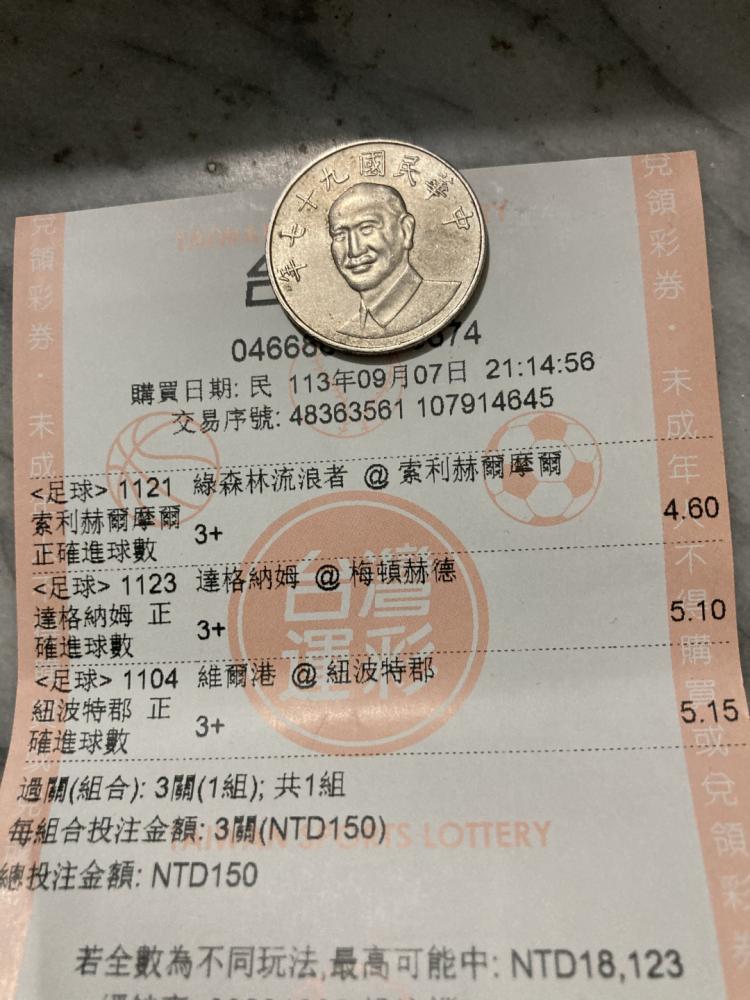 中華民國九十七年
04668
374
購買日期: 民 113年09月07日 21:14:56
交易序號: 48363561 107914645
<足球> 1121 綠森林流浪者 @ 索利赫爾摩爾
索利赫爾摩爾
正確進球數 3+ 4.60
<足球> 1123 達格納姆 @ 梅頓赫德
達格納姆 正
確進球數 3+ 5.10
<足球> 1104 維爾港 @ 紐波特郡
紐波特郡 正
確進球數 3+ 5.15
過關(組合): 3關(1組); 共1組
每組合投注金額: 3關(NTD150)
總投注金額: NTD150
若全數為不同玩法,最高可能中: NTD18,123
台灣
運彩
TAIWAN SPORTS LOTTERY
兌領彩券·未成
兌領彩券·未成年不得購買或兌領彩券